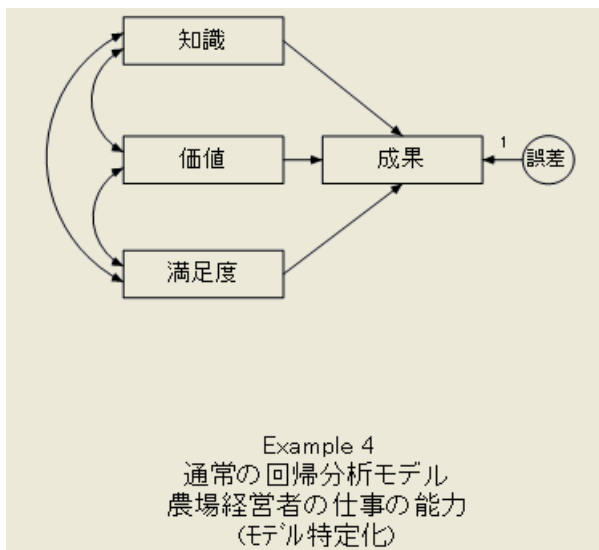 知識
価値
成果
1
誤差
満足度
Example 4
通常の回帰分析モデル
農場経営者の仕事の能力
(ﾓﾃﾞﾙ特定化)